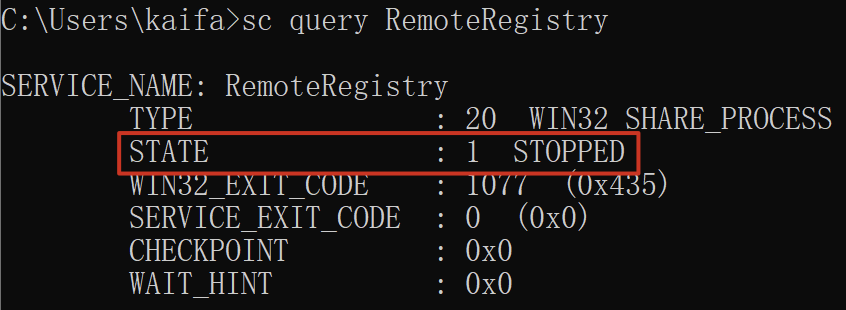 C:\Users\kaifa>sc query RemoteRegistry
SERVICE_NAME: RemoteRegistry
TYPE : 20 WIN32_SHARE_PROCESS
STATE : 1 STOPPED
WIN32_EXIT_CODE : 1077 (0x435)
SERVICE_EXIT_CODE : 0 (0x0)
CHECKPOINT : 0x0
WAIT_HINT : 0x0